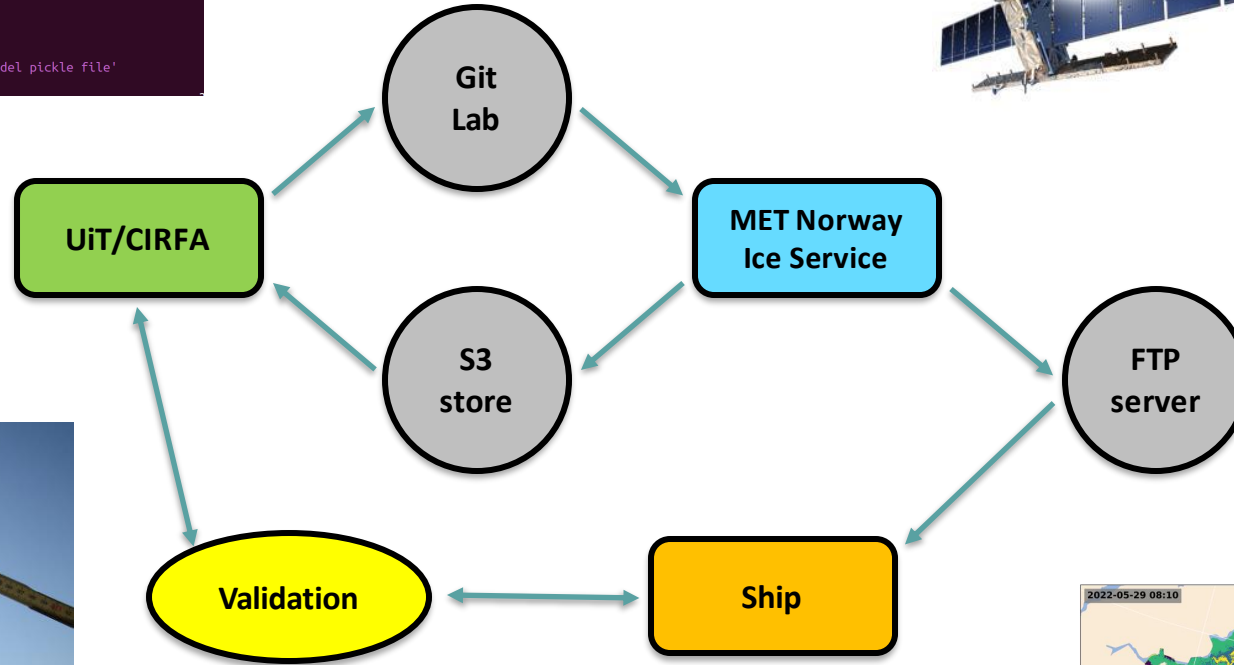 del pickle file'
Git
Lab
UiT/CIRFA
MET Norway
Ice Service
S3
store
FTP
server
Validation
Ship
2022-05-29 08:10